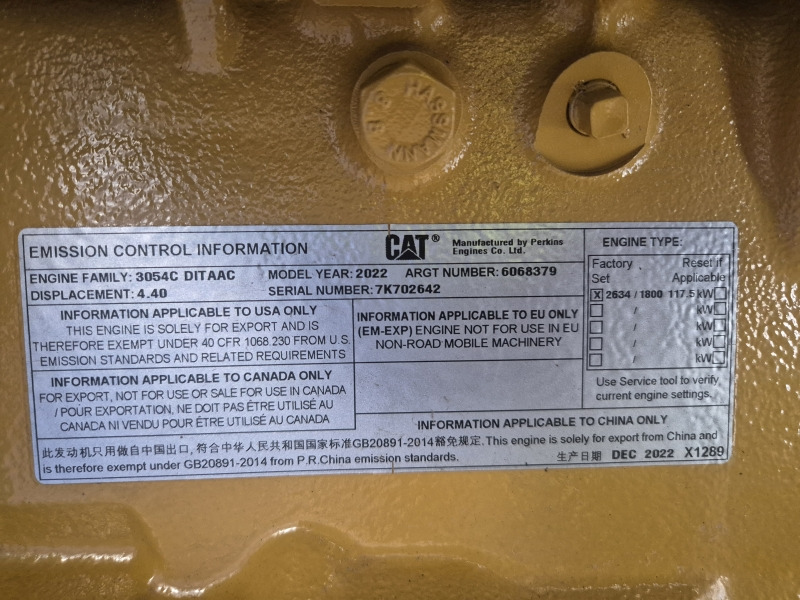 HASSMANN 8.8
EMISSION CONTROL INFORMATION
CAT®
Manufactured by Perkins
Engines Co. Ltd.
ENGINE FAMILY: 3054C DITAAC MODEL YEAR: 2022 ARGT NUMBER: 6068379
DISPLACEMENT: 4.40 SERIAL NUMBER: 7K702642
ENGINE TYPE:
Factory Reset if
Set Applicable
X 2634 / 1800 117.5 kW
/ kW
/ kW
/ kW
/ kW
Use Service tool to verify
current engine settings.
INFORMATION APPLICABLE TO USA ONLY
THIS ENGINE IS SOLELY FOR EXPORT AND IS
THEREFORE EXEMPT UNDER 40 CFR 1068.230 FROM U.S.
EMISSION STANDARDS AND RELATED REQUIREMENTS
INFORMATION APPLICABLE TO EU ONLY
(EM-EXP) ENGINE NOT FOR USE IN EU
NON-ROAD MOBILE MACHINERY
INFORMATION APPLICABLE TO CANADA ONLY
FOR EXPORT, NOT FOR USE OR SALE FOR USE IN CANADA
/ POUR EXPORTATION, NE DOIT PAS ÊTRE UTILISÉ AU
CANADA NI VENDU POUR ÊTRE UTILISÉ AU CANADA
INFORMATION APPLICABLE TO CHINA ONLY
此发动机只用做自中国出口, 符合中华人民共和国国家标准GB20891-2014豁免规定. This engine is solely for export from China and
is therefore exempt under GB20891-2014 from P.R.China emission standards.
生产日期 DEC 2022 X1289